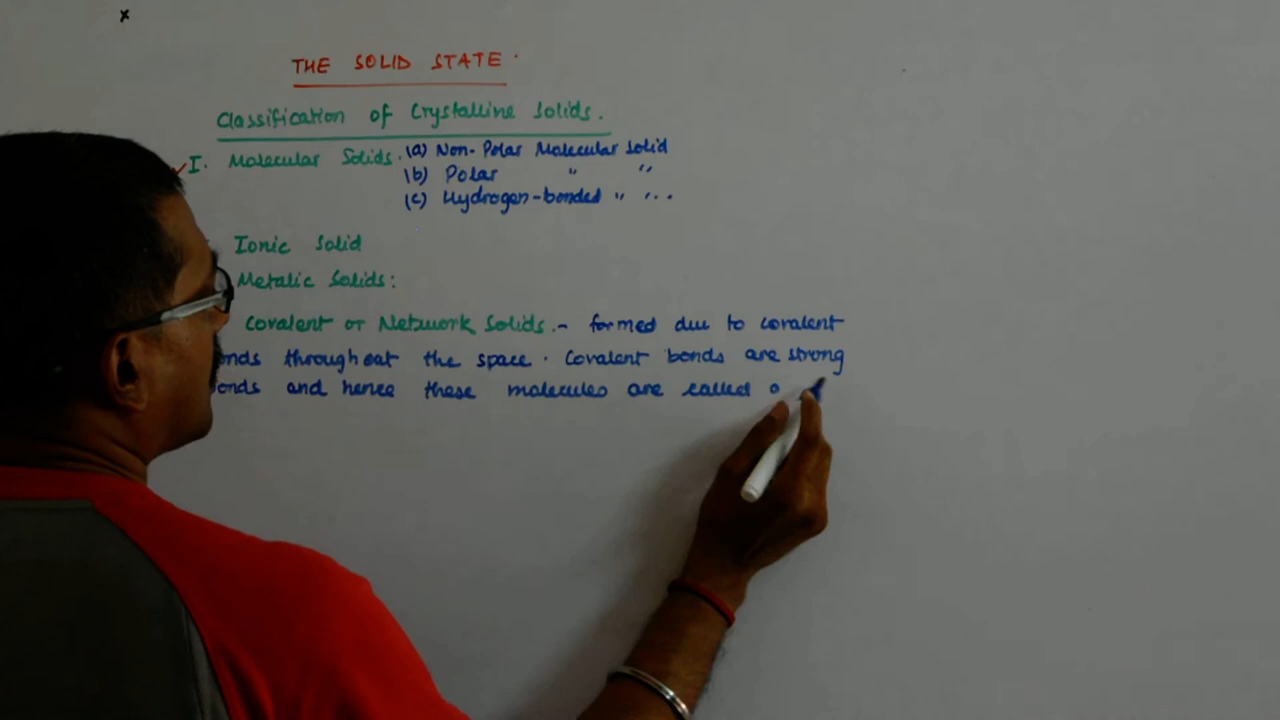 x
THE SOLID STATE.
Classification of Crystalline Solids.
I. Molecular Solids. (a) Non-Polar Molecular Solid
(b) Polar " "
(c) Hydrogen-bonded " " ..
Ionic Solid
Metalic Solids:
Covalent or Network Solids.- formed due to covalent
onds throughout the space. Covalent bonds are strong
onds and hence these molecules are called a